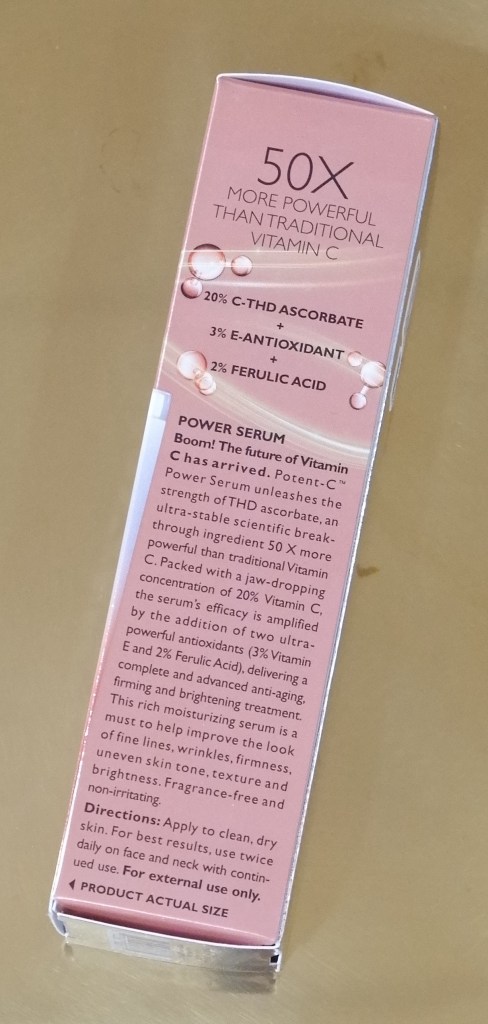 50X
MORE POWERFUL
THAN TRADITIONAL
VITAMIN C
20% C-THD ASCORBATE
+
3% E-ANTIOXIDANT
+
2% FERULIC ACID
POWER SERUM
Boom! The future of Vitamin
C has arrived. Potent-C™
Power Serum unleashes the
strength of THD ascorbate, an
ultra-stable scientific break-
through ingredient 50 X more
powerful than traditional Vitamin
C. Packed with a jaw-dropping
concentration of 20% Vitamin C,
the serum's efficacy is amplified
by the addition of two ultra-
powerful antioxidants (3% Vitamin
E and 2% Ferulic Acid), delivering a
complete and advanced anti-aging,
firming and brightening treatment.
This rich moisturizing serum is a
must to help improve the look
of fine lines, wrinkles, firmness,
uneven skin tone, texture and
brightness. Fragrance-free and
non-irritating.
Directions: Apply to clean, dry
skin. For best results, use twice
daily on face and neck with contin-
ued use. For external use only.
◀ PRODUCT ACTUAL SIZE